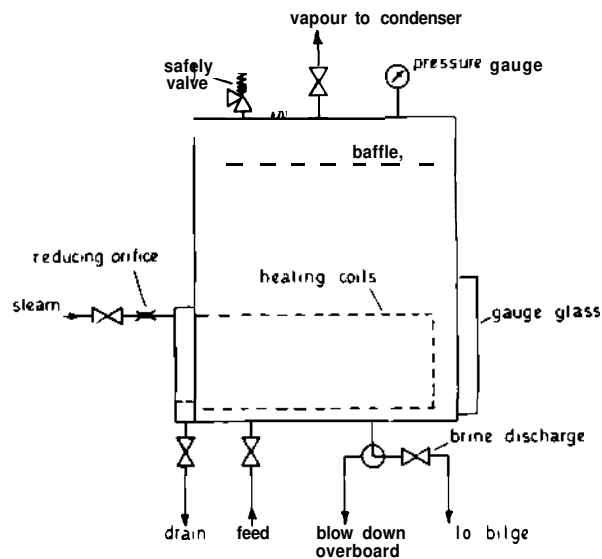 vapour to condenser
safely
valve
pressure gauge
baffle,
reducing orifice
heating coils
sleam
gauge glass
brine discharge
drain
feed
blow down
overboard
lo bilge